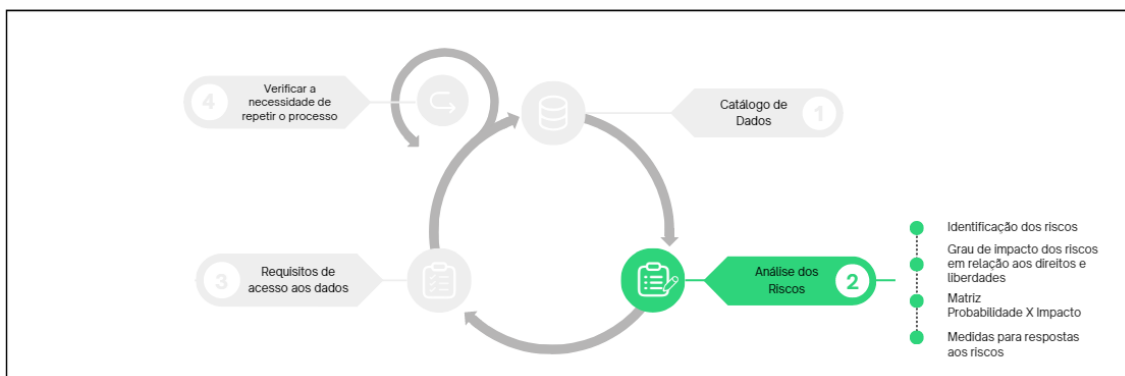 4
Verificar a
necessidade de
repetir o processo
Catálogo de
Dados
1
3
Requisitos de
acesso aos dados
Análise dos
Riscos
2
Identificação dos riscos
Grau de impacto dos riscos
em relação aos direitos e
liberdades
Matriz
Probabilidade X Impacto
Medidas para respostas
aos riscos